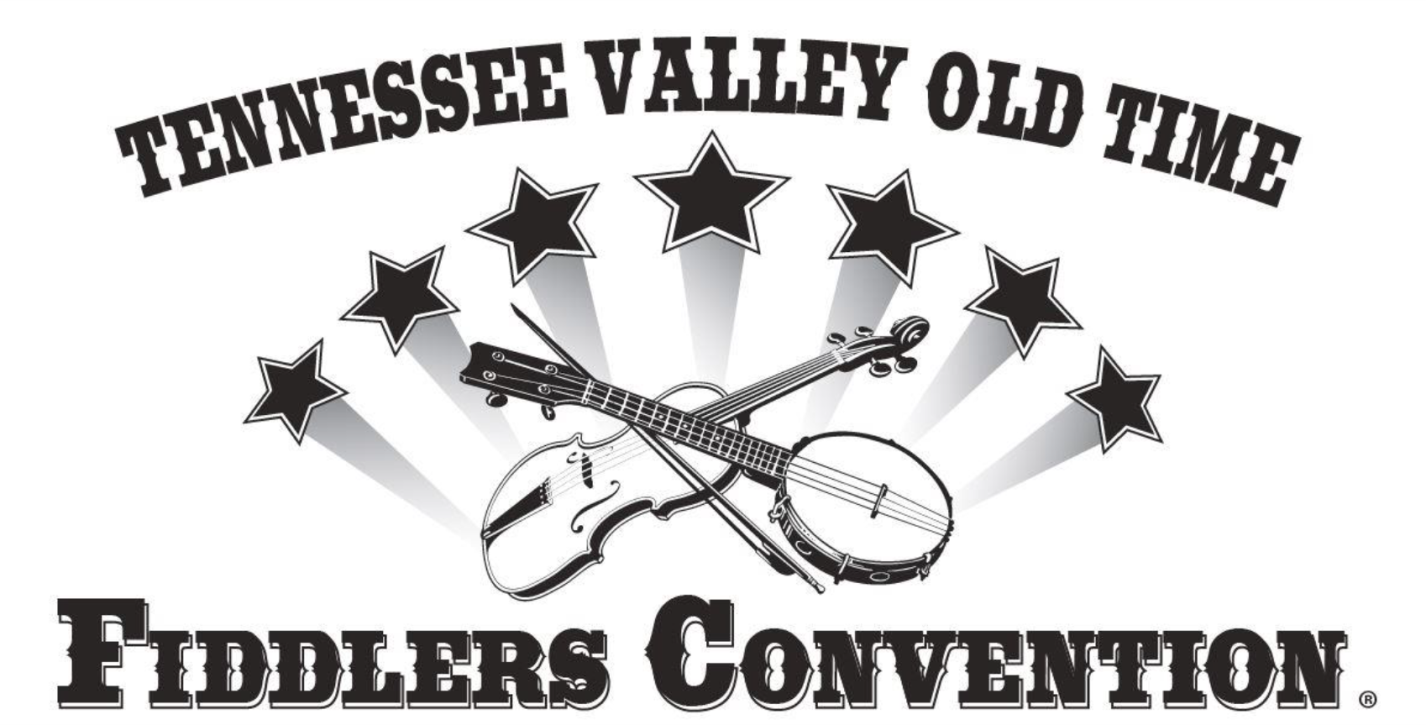 TENNESSEE VALLEY OLD TIME
FIDDLERS CONVENTION ®